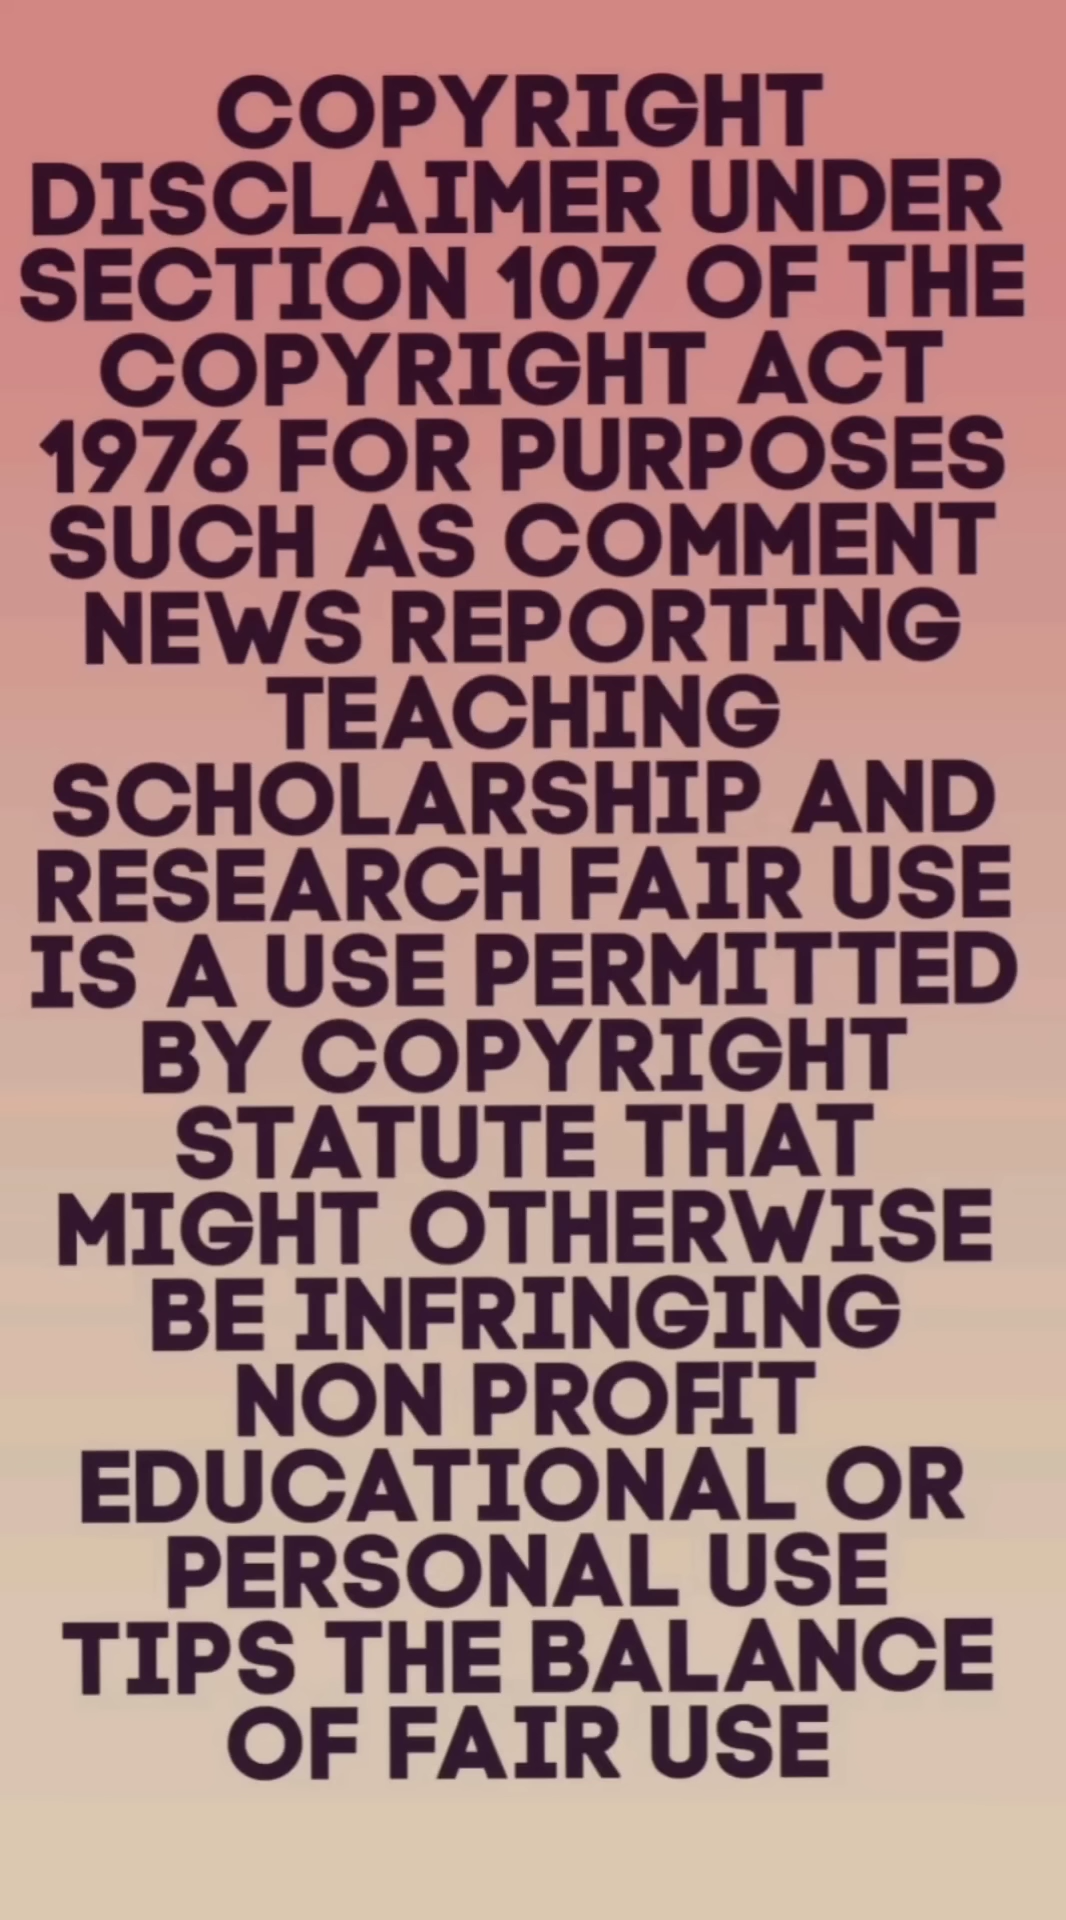 COPYRIGHT
DISCLAIMER UNDER
SECTION 107 OF THE
COPYRIGHT ACT
1976 FOR PURPOSES
SUCH AS COMMENT
NEWS REPORTING
TEACHING
SCHOLARSHIP AND
RESEARCH FAIR USE
IS A USE PERMITTED
BY COPYRIGHT
STATUTE THAT
MIGHT OTHERWISE
BE INFRINGING
NON PROFIT
EDUCATIONAL OR
PERSONAL USE
TIPS THE BALANCE
OF FAIR USE